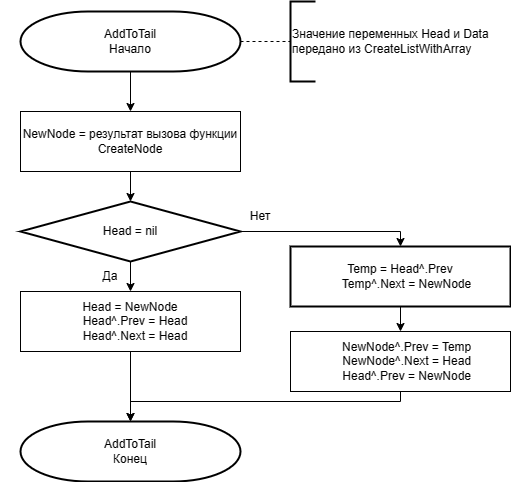 AddToTail
Начало
Значение переменных Head и Data
передано из CreateListWithArray
NewNode = результат вызова функции
CreateNode
Head = nil
Нет
Да
Temp = Head^.Prev
Temp^.Next = NewNode
Head = NewNode
Head^.Prev = Head
Head^.Next = Head
NewNode^.Prev = Temp
NewNode^.Next = Head
Head^.Prev = NewNode
AddToTail
Конец